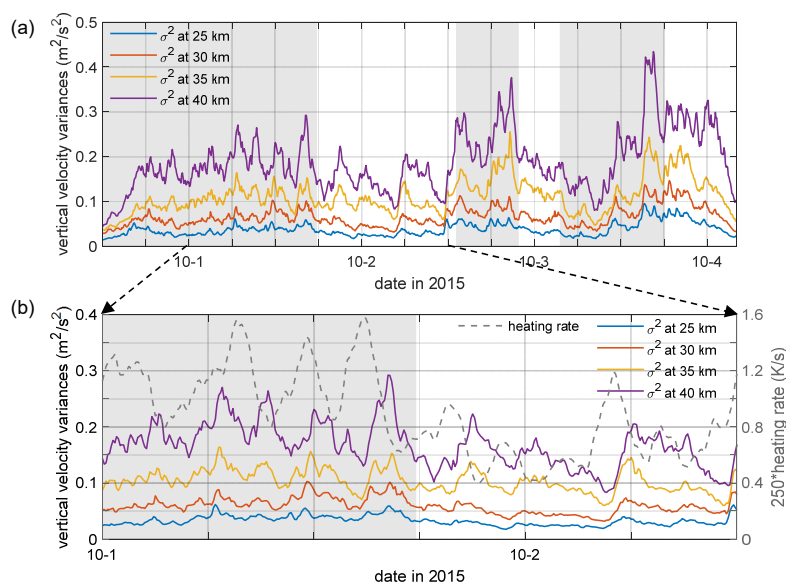 (a)
vertical velocity variances (m²/s²)
0.5
0.4
0.3
0.2
0.1
0
σ² at 25 km
σ² at 30 km
σ² at 35 km
σ² at 40 km
10-1
10-2
10-3
10-4
date in 2015
(b)
vertical velocity variances (m²/s²)
0.4
0.3
0.2
0.1
0
heating rate
σ² at 25 km
σ² at 30 km
σ² at 35 km
σ² at 40 km
1.6
1.2
0.8
0.4
0
250*heating rate (K/s)
10-1
10-2
date in 2015